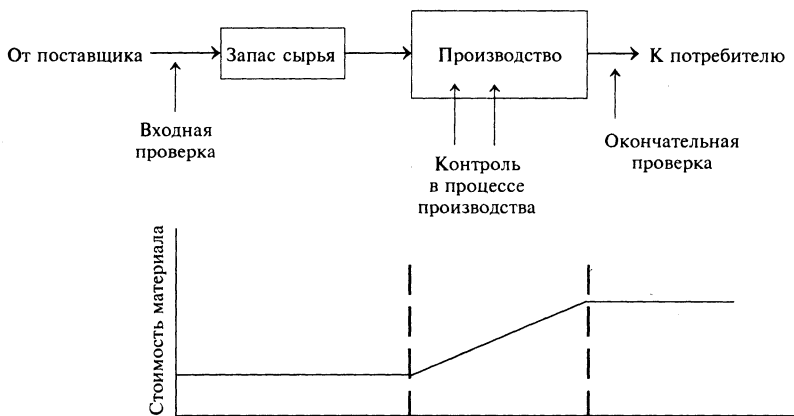 От поставщика
Запас сырья
Производство
К потребителю
Входная
проверка
Контроль
в процессе
производства
Окончательная
проверка
Стоимость материала